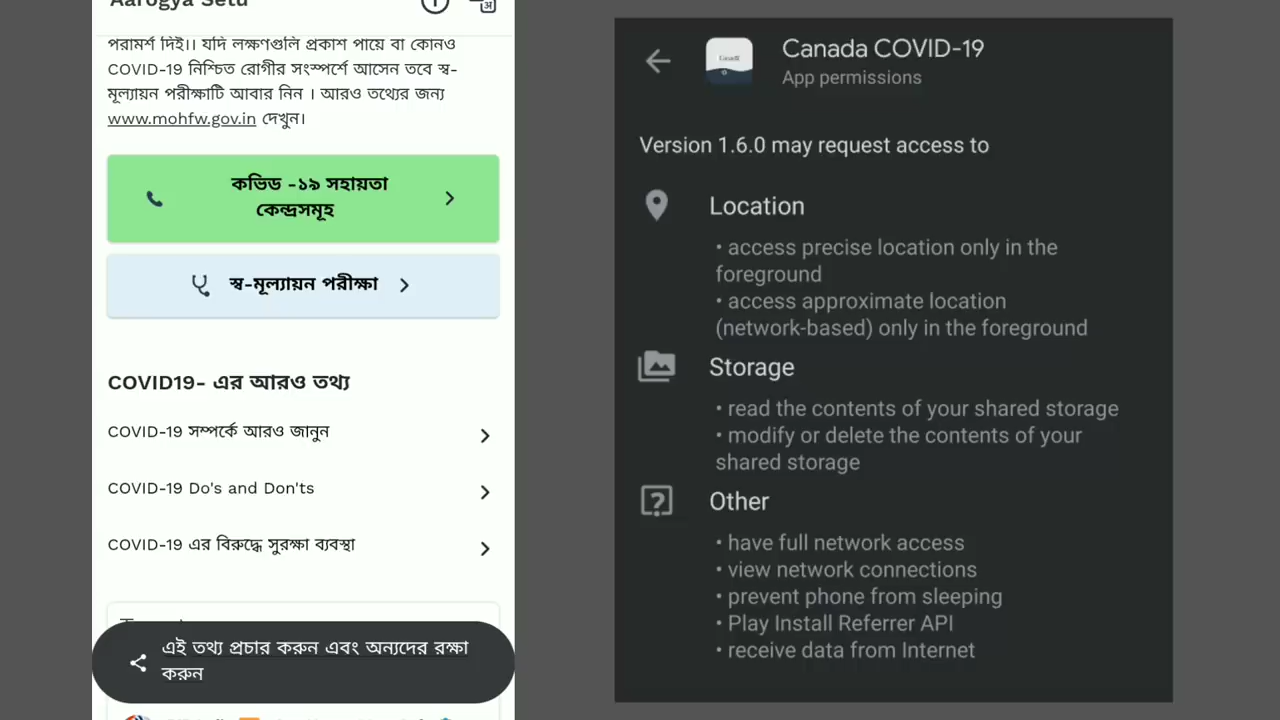 Aarogya Setu
পরামর্শ দিই।। যদি লক্ষণগুলি প্রকাশ পায়ে বা কোনও
COVID-19 নিশ্চিত রোগীর সংস্পর্শে আসেন তবে স্ব-
মূল্যায়ন পরীক্ষাটি আবার নিন । আরও তথ্যের জন্য
www.mohfw.gov.in দেখুন।
কভিড -১৯ সহায়তা
কেন্দ্রসমূহ
স্ব-মূল্যায়ন পরীক্ষা
COVID19- এর আরও তথ্য
COVID-19 সম্পর্কে আরও জানুন
COVID-19 Do's and Don'ts
COVID-19 এর বিরুদ্ধে সুরক্ষা ব্যবস্থা
এই তথ্য প্রচার করুন এবং অন্যদের রক্ষা
করুন
Canada COVID-19
App permissions
Version 1.6.0 may request access to
Location
• access precise location only in the
foreground
• access approximate location
(network-based) only in the foreground
Storage
• read the contents of your shared storage
• modify or delete the contents of your
shared storage
Other
• have full network access
• view network connections
• prevent phone from sleeping
• Play Install Referrer API
• receive data from Internet